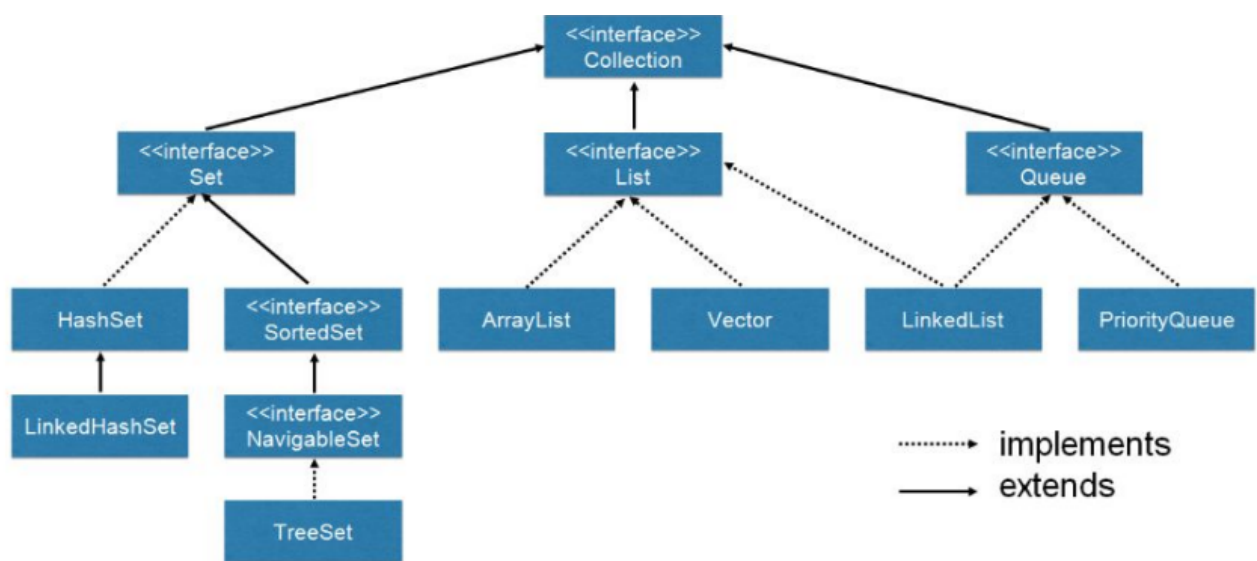 <<interface>>
Collection
<<interface>>
Set
<<interface>>
List
<<interface>>
Queue
HashSet
<<interface>>
SortedSet
ArrayList
Vector
LinkedList
PriorityQueue
LinkedHashSet
<<interface>>
NavigableSet
implements
extends
TreeSet